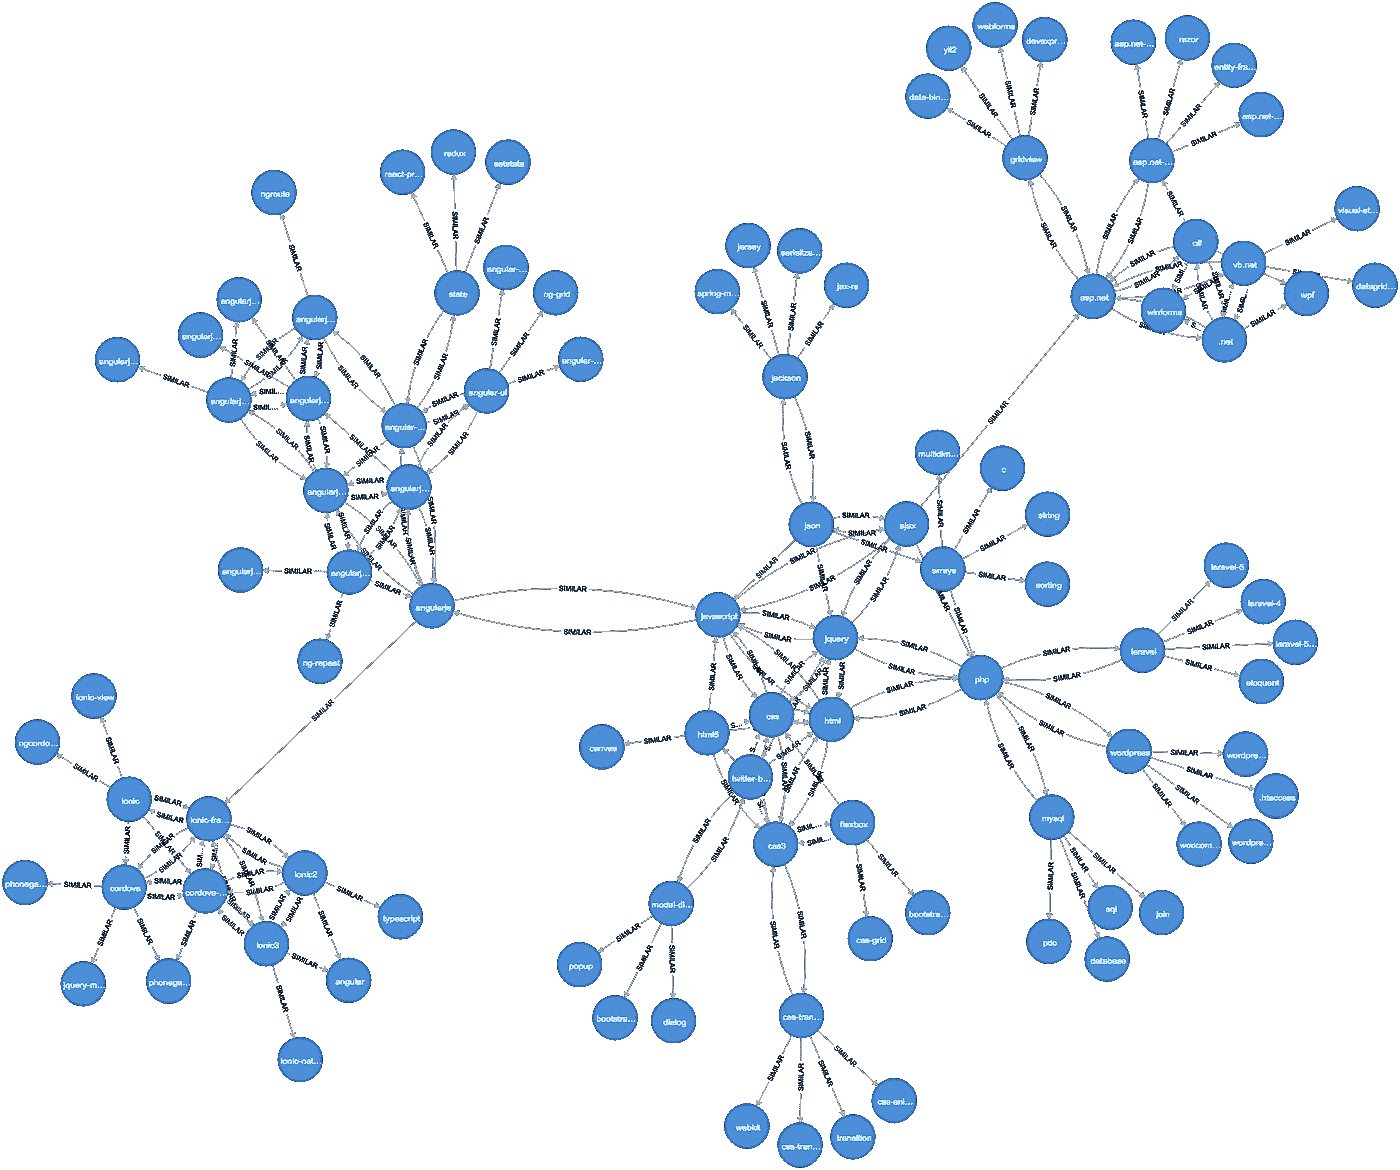 webforms
devexpr...
yii2
asp.net-...
razor
entity-fra...
data-bin...
asp.net-...
gridview
asp.net-...
redux
react-pr...
setstate
ngroute
visual-st...
jersey
serializa...
vb.net
angular-...
spring-m...
jax-rs
datagrid...
state
ng-grid
wpf
asp.net
winforms
angularj...
angularj...
angularj...
.net
angularj...
angular-...
jackson
angular-ui
angularj...
angularj...
angular-...
multidim...
c
angularj...
angularj...
string
json
ajax
arrays
sorting
laravel-5
angularj...
angularj...
laravel-4
angularjs
javascript
jquery
laravel-5...
laravel
ng-repeat
php
eloquent
ionic-view
css
html
html5
canvas
ngcordo...
wordpress
wordpre...
twitter-b...
.htaccess
ionic
ionic-fra...
mysql
flexbox
css3
woocom...
wordpre...
ionic2
phonega...
cordova
cordova-...
modal-di...
typescript
bootstra...
sql
join
ionic3
css-grid
pdo
database
popup
jquery-m...
phonega...
angular
bootstra...
dialog
css-tran...
ionic-nat...
css-ani...
webkit
css-tran...
transition
SIMILAR